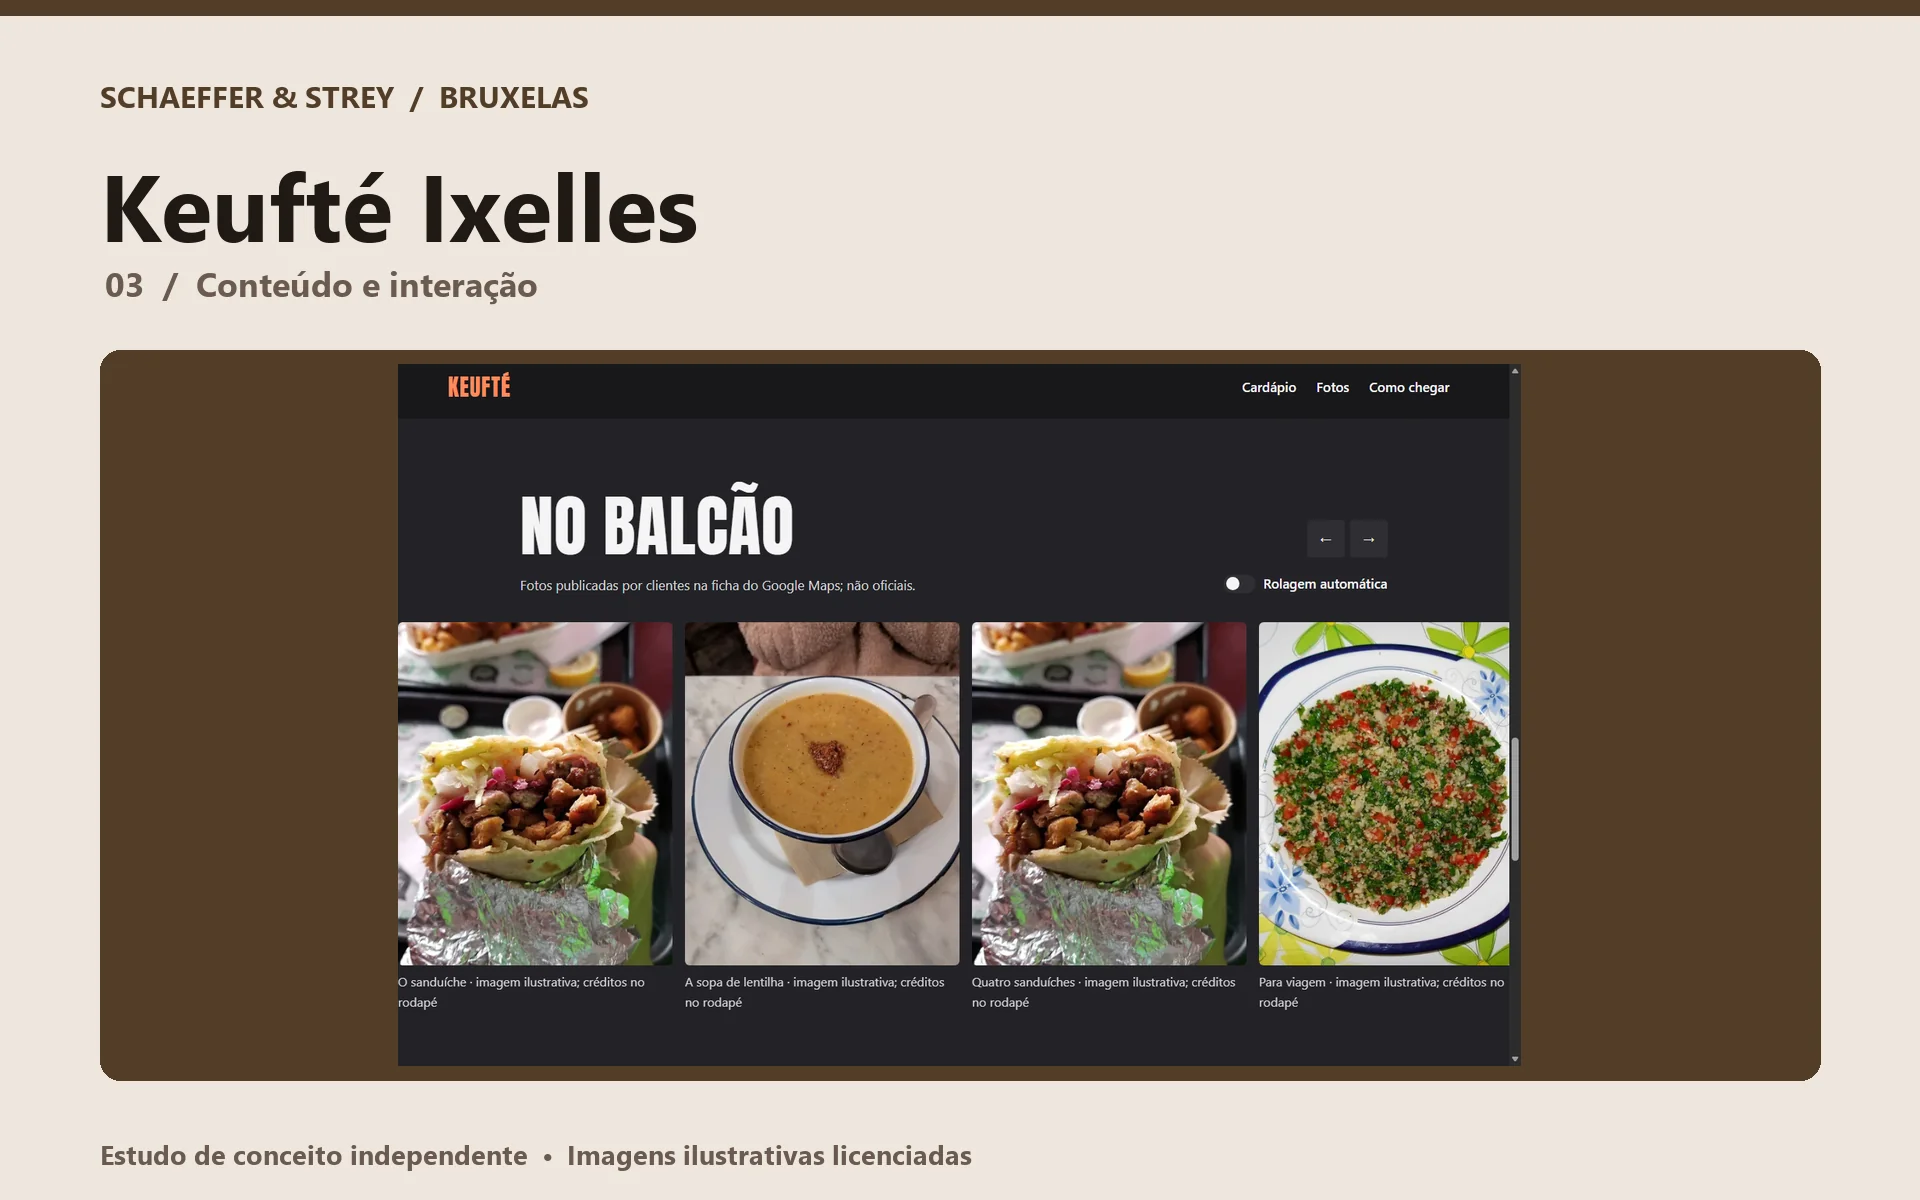 SCHAEFFER & STREY / BRUXELAS
Keufté Ixelles
03 / Conteúdo e interação
KEUFTÉ
Cardápio Fotos Como chegar
NO BALCÃO
← →
Fotos publicadas por clientes na ficha do Google Maps; não oficiais.
Rolagem automática
O sanduíche · imagem ilustrativa; créditos no
rodapé
A sopa de lentilha · imagem ilustrativa; créditos
no rodapé
Quatro sanduíches · imagem ilustrativa; créditos
no rodapé
Para viagem · imagem ilustrativa; créditos no
rodapé
Estudo de conceito independente • Imagens ilustrativas licenciadas